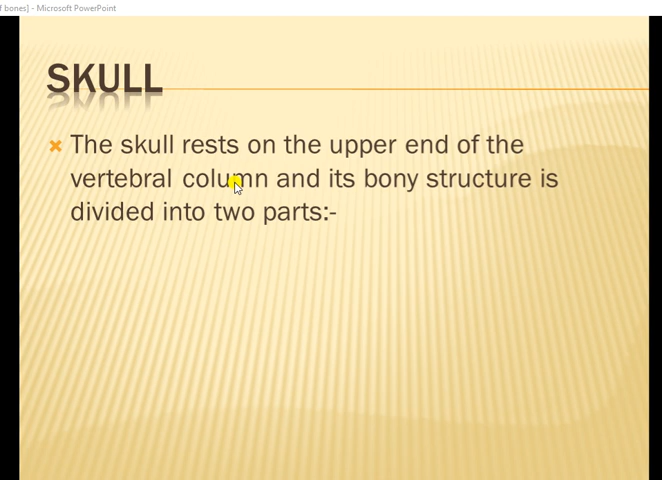 f bones] - Microsoft PowerPoint
SKULL
The skull rests on the upper end of the
vertebral column and its bony structure is
divided into two parts:-